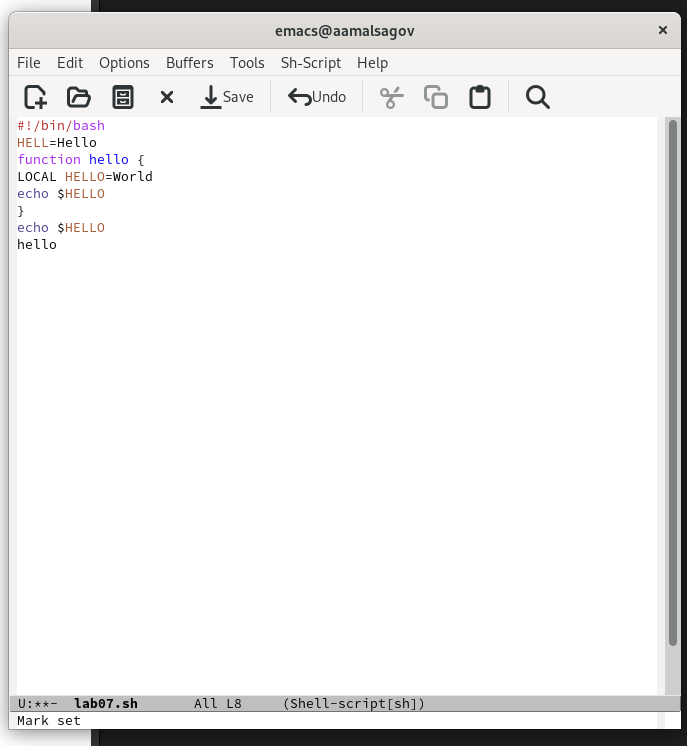 emacs@aamalsagov ×
File Edit Options Buffers Tools Sh-Script Help
Save Undo
#!/bin/bash
HELL=Hello
function hello {
LOCAL HELLO=World
echo $HELLO
}
echo $HELLO
hello
U:**- lab07.sh All L8 (Shell-script[sh])
Mark set